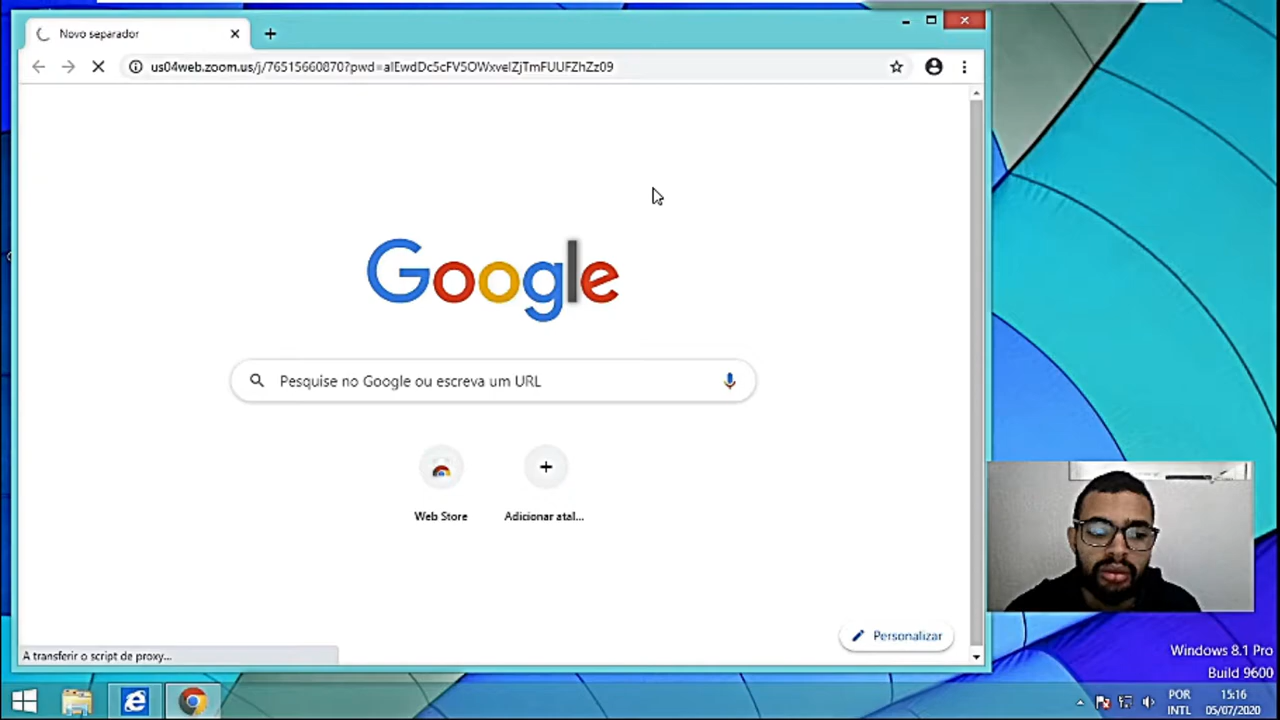 Novo separador
us04web.zoom.us/j/76515660870?pwd=alEwdDc5cFV5OWxvelZjTmFUUFZhZz09
Google
Pesquise no Google ou escreva um URL
Web Store
Adicionar atal...
Personalizar
A transferir o script de proxy...
Windows 8.1 Pro
Build 9600
POR
INTL
15:16
05/07/2020